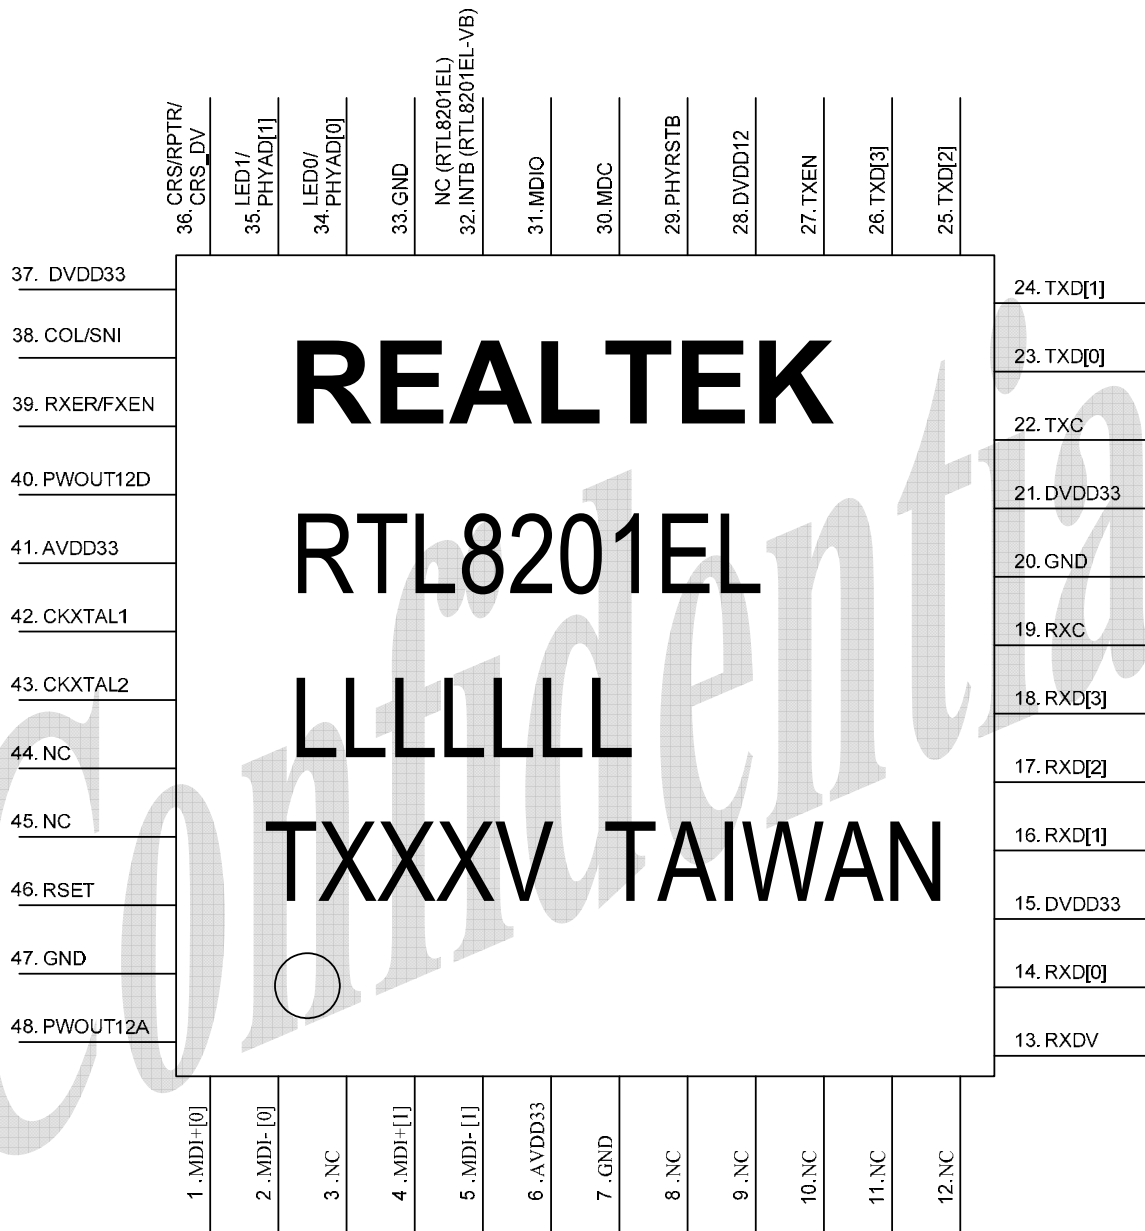 36. CRS/RPTR/
CRS_DV
35. LED1/
PHYAD[1]
34. LED0/
PHYAD[0]
33. GND
NC (RTL8201EL)
32. INTB (RTL8201EL-VB)
31. MDIO
30. MDC
29. PHYRSTB
28. DVDD12
27. TXEN
26. TXD[3]
25. TXD[2]
37. DVDD33
38. COL/SNI
39. RXER/FXEN
40. PWOUT12D
41. AVDD33
42. CKXTAL1
43. CKXTAL2
44. NC
45. NC
46. RSET
47. GND
48. PWOUT12A
REALTEK
RTL8201EL
LLLLLLL
TXXXV TAIWAN
24. TXD[1]
23. TXD[0]
22. TXC
21. DVDD33
20. GND
19. RXC
18. RXD[3]
17. RXD[2]
16. RXD[1]
15. DVDD33
14. RXD[0]
13. RXDV
1 .MDI+[0]
2 .MDI- [0]
3 .NC
4 .MDI+[1]
5 .MDI- [1]
6 .AVDD33
7 .GND
8 .NC
9 .NC
10.NC
11.NC
12.NC
Confidentia